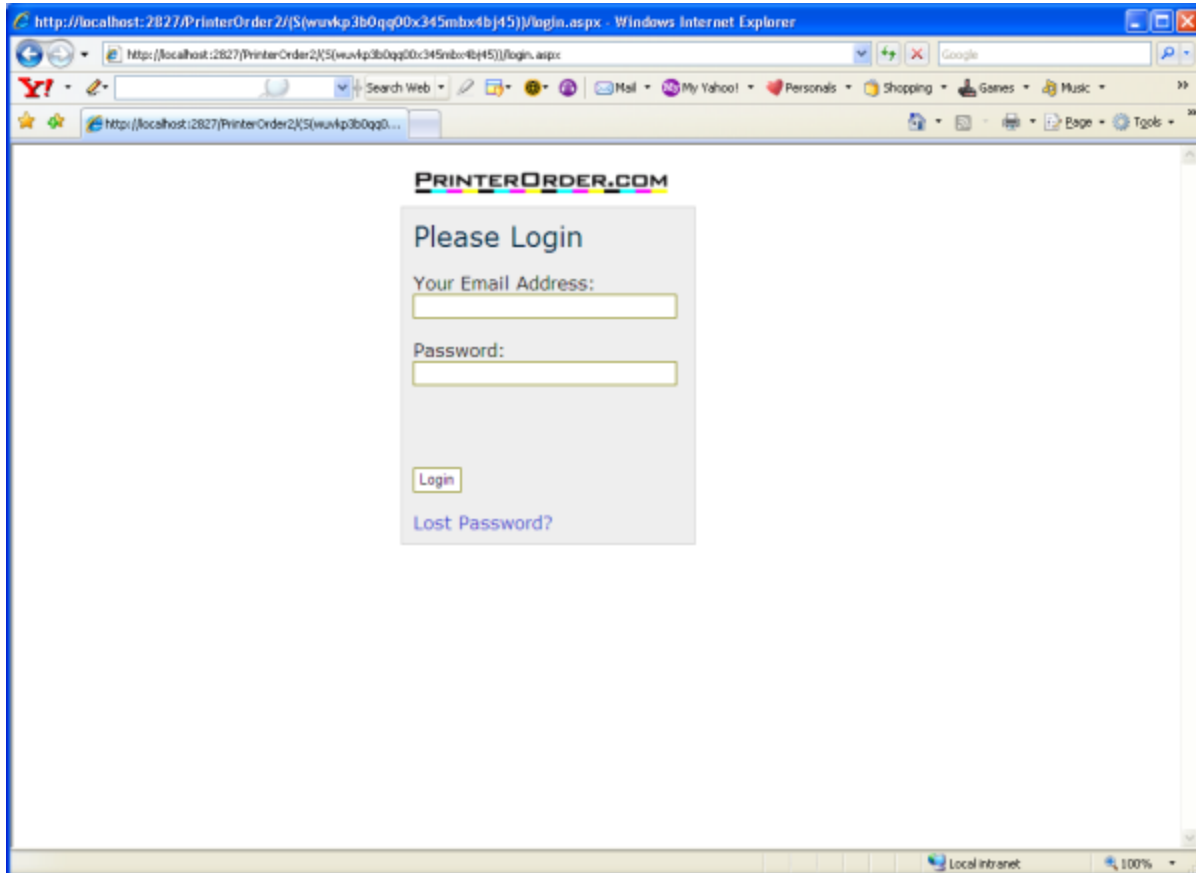 http://localhost:2827/PrinterOrder2/(S(wuvkp3b0qq00x345mbx4bj45))/login.aspx - Windows Internet Explorer
http://localhost:2827/PrinterOrder2/(S(wuvkp3b0qq00x345mbx4bj45))/login.aspx Google
Y! Search Web Mail My Yahoo! Personals Shopping Games Music
http://localhost:2827/PrinterOrder2/(S(wuvkp3b0qq0... Page Tools
PRINTERORDER.COM
Please Login
Your Email Address:
Password:
Login
Lost Password?
Local intranet 100%